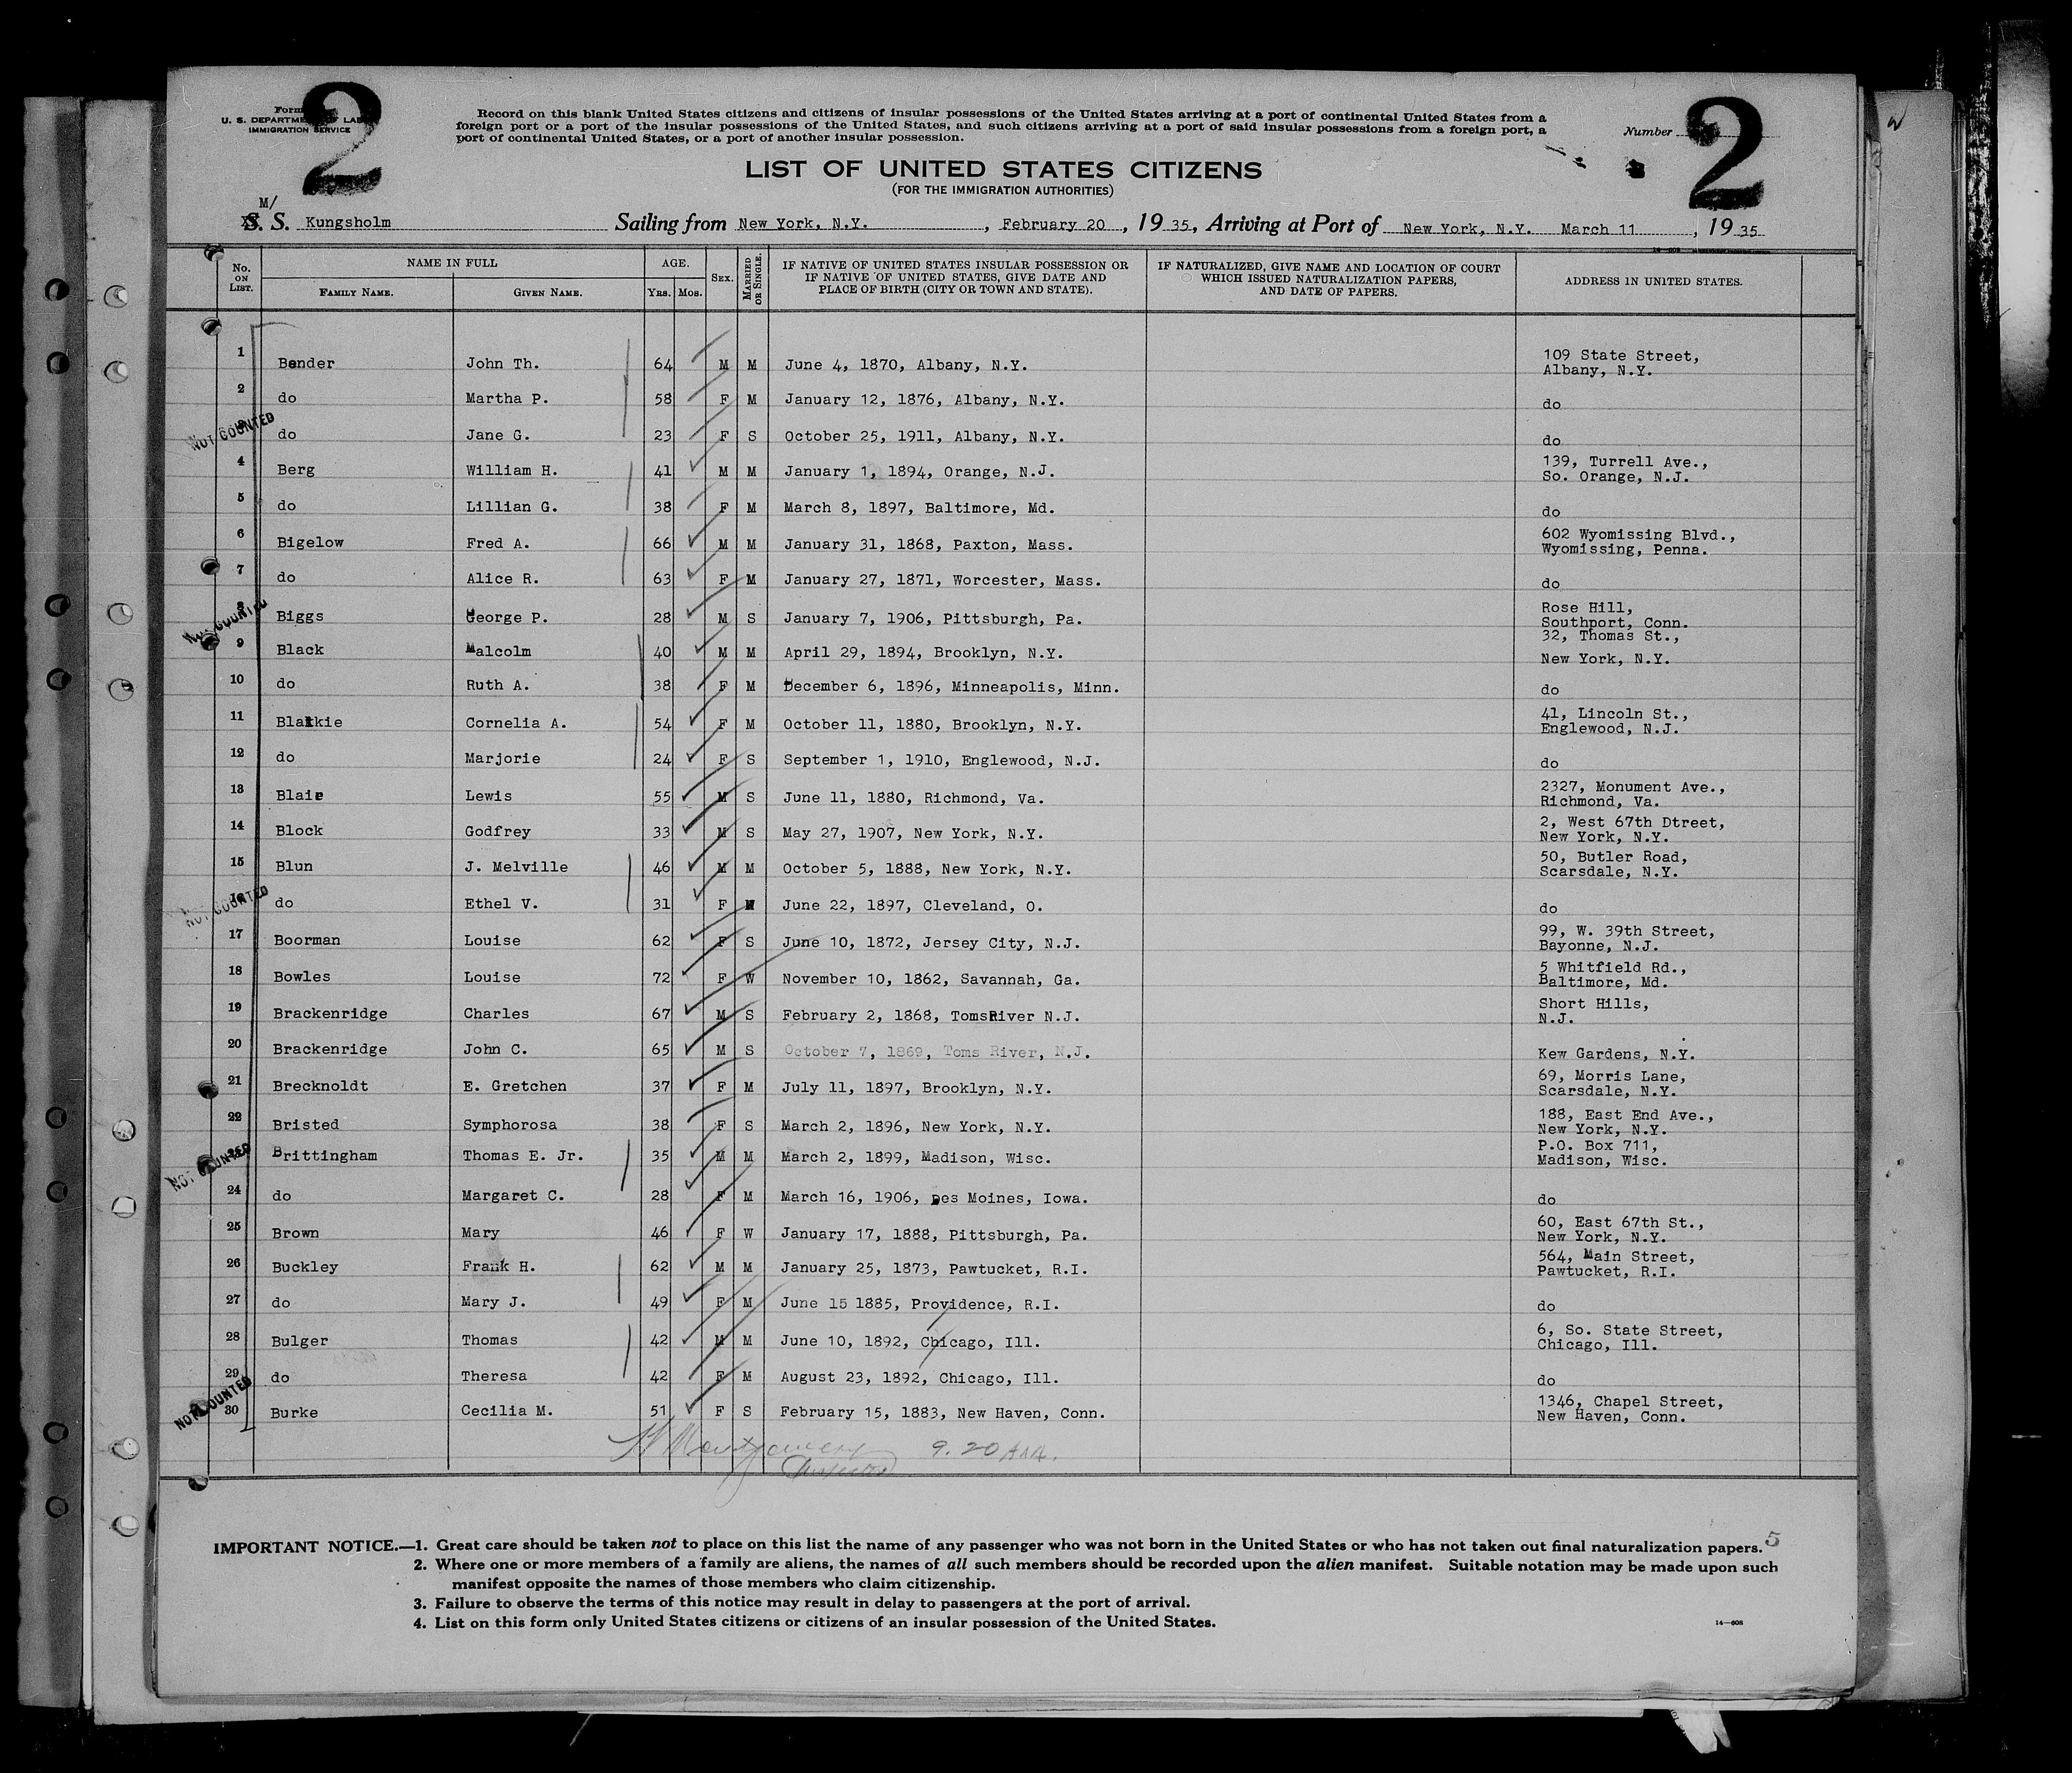 2
2
Form
U. S. DEPARTMENT OF LABOR
IMMIGRATION SERVICE
Record on this blank United States citizens and citizens of insular possessions of the United States arriving at a port of continental United States from a
foreign port or a port of the insular possessions of the United States, and such citizens arriving at a port of said insular possessions from a foreign port, a
port of continental United States, or a port of another insular possession.
Number
LIST OF UNITED STATES CITIZENS
(FOR THE IMMIGRATION AUTHORITIES)
M/
S. S. Kungsholm Sailing from New York, N.Y. , February 20 , 19 35, Arriving at Port of New York, N.Y. March 11 , 19 35
14-608
No. ON LIST. NAME IN FULL FAMILY NAME. GIVEN NAME. AGE. YRS. MOS. SEX. MARRIED OR SINGLE. IF NATIVE OF UNITED STATES INSULAR POSSESSION OR IF NATIVE OF UNITED STATES, GIVE DATE AND PLACE OF BIRTH (CITY OR TOWN AND STATE). IF NATURALIZED, GIVE NAME AND LOCATION OF COURT WHICH ISSUED NATURALIZATION PAPERS, AND DATE OF PAPERS. ADDRESS IN UNITED STATES.
1 Bender John Th. 64 M M June 4, 1870, Albany, N.Y. 109 State Street, Albany, N.Y.
2 do Martha P. 58 F M January 12, 1876, Albany, N.Y. do
NOT COUNTED
3 do Jane G. 23 F S October 25, 1911, Albany, N.Y. do
4 Berg William H. 41 M M January 1, 1894, Orange, N.J. 139, Turrell Ave., So. Orange, N.J.
5 do Lillian G. 38 F M March 8, 1897, Baltimore, Md. do
6 Bigelow Fred A. 66 M M January 31, 1868, Paxton, Mass. 602 Wyomissing Blvd., Wyomissing, Penna.
7 do Alice R. 63 F M January 27, 1871, Worcester, Mass. do
NOT COUNTED
8 Biggs George P. 28 M S January 7, 1906, Pittsburgh, Pa. Rose Hill, Southport, Conn.
9 Black Malcolm 40 M M April 29, 1894, Brooklyn, N.Y. 32, Thomas St., New York, N.Y.
10 do Ruth A. 38 F M December 6, 1896, Minneapolis, Minn. do
11 Blaikie Cornelia A. 54 F M October 11, 1880, Brooklyn, N.Y. 41, Lincoln St., Englewood, N.J.
12 do Marjorie 24 F S September 1, 1910, Englewood, N.J. do
13 Blair Lewis 55 M S June 11, 1880, Richmond, Va. 2327, Monument Ave., Richmond, Va.
14 Block Godfrey 33 M S May 27, 1907, New York, N.Y. 2, West 67th Dtreet, New York, N.Y.
15 Blun J. Melville 46 M M October 5, 1888, New York, N.Y. 50, Butler Road, Scarsdale, N.Y.
NOT COUNTED
16 do Ethel V. 31 F M June 22, 1897, Cleveland, O. do
17 Boorman Louise 62 F S June 10, 1872, Jersey City, N.J. 99, W. 39th Street, Bayonne, N.J.
18 Bowles Louise 72 F W November 10, 1862, Savannah, Ga. 5 Whitfield Rd., Baltimore, Md.
19 Brackenridge Charles 67 M S February 2, 1868, TomsRiver N.J. Short Hills, N.J.
20 Brackenridge John C. 65 M S October 7, 1869, Toms River, N.J. Kew Gardens, N.Y.
21 Brecknoldt E. Gretchen 37 F M July 11, 1897, Brooklyn, N.Y. 69, Morris Lane, Scarsdale, N.Y.
22 Bristed Symphorosa 38 F S March 2, 1896, New York, N.Y. 188, East End Ave., New York, N.Y.
NOT COUNTED
23 Brittingham Thomas E. Jr. 35 M M March 2, 1899, Madison, Wisc. P.O. Box 711, Madison, Wisc.
24 do Margaret C. 28 F M March 16, 1906, Des Moines, Iowa. do
25 Brown Mary 46 F W January 17, 1888, Pittsburgh, Pa. 60, East 67th St., New York, N.Y.
26 Buckley Frank H. 62 M M January 25, 1873, Pawtucket, R.I. 564, Main Street, Pawtucket, R.I.
27 do Mary J. 49 F M June 15 1885, Providence, R.I. do
28 Bulger Thomas 42 M M June 10, 1892, Chicago, Ill. 6, So. State Street, Chicago, Ill.
29 do Theresa 42 F M August 23, 1892, Chicago, Ill. do
NOT COUNTED
30 Burke Cecilia M. 51 F S February 15, 1883, New Haven, Conn. 1346, Chapel Street, New Haven, Conn.
Montgomery 9.20 AM.
Inspector
5
IMPORTANT NOTICE.—1. Great care should be taken not to place on this list the name of any passenger who was not born in the United States or who has not taken out final naturalization papers.
2. Where one or more members of a family are aliens, the names of all such members should be recorded upon the alien manifest. Suitable notation may be made upon such
manifest opposite the names of those members who claim citizenship.
3. Failure to observe the terms of this notice may result in delay to passengers at the port of arrival.
4. List on this form only United States citizens or citizens of an insular possession of the United States.
14—608